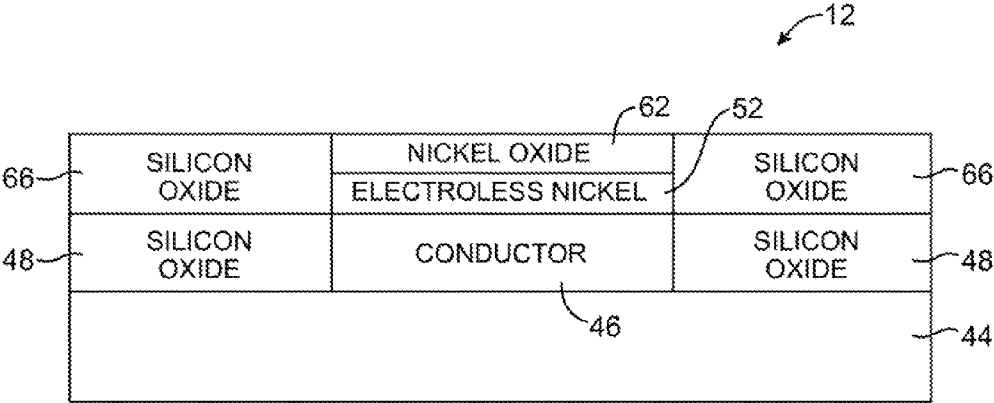 12
62
52
SILICON
OXIDE
NICKEL OXIDE
ELECTROLESS NICKEL
SILICON
OXIDE
66
66
SILICON
OXIDE
CONDUCTOR
SILICON
OXIDE
48
48
46
44